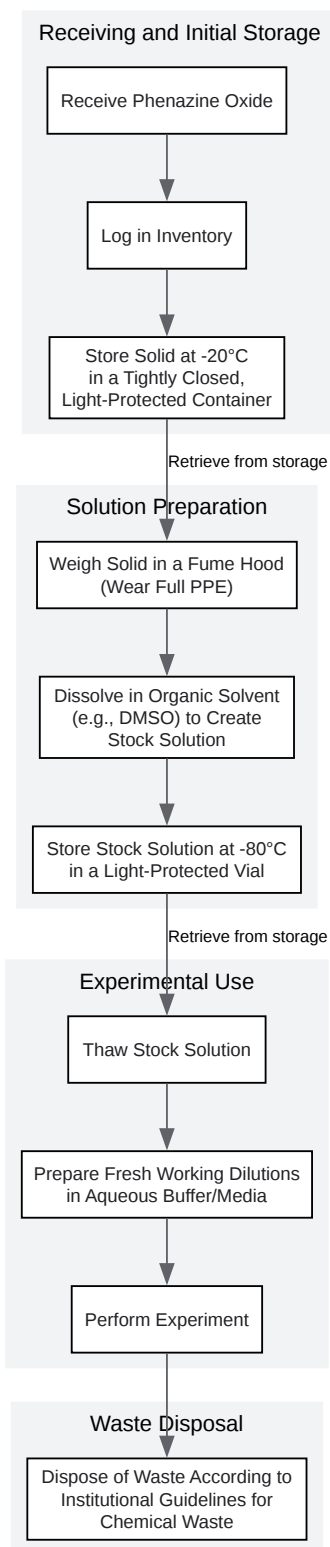 Receiving and Initial Storage
Receive Phenazine Oxide
Log in Inventory
Store Solid at -20°C
in a Tightly Closed,
Light-Protected Container
Retrieve from storage
Solution Preparation
Weigh Solid in a Fume Hood
(Wear Full PPE)
Dissolve in Organic Solvent
(e.g., DMSO) to Create
Stock Solution
Store Stock Solution at -80°C
in a Light-Protected Vial
Retrieve from storage
Experimental Use
Thaw Stock Solution
Prepare Fresh Working Dilutions
in Aqueous Buffer/Media
Perform Experiment
Waste Disposal
Dispose of Waste According to
Institutional Guidelines for
Chemical Waste